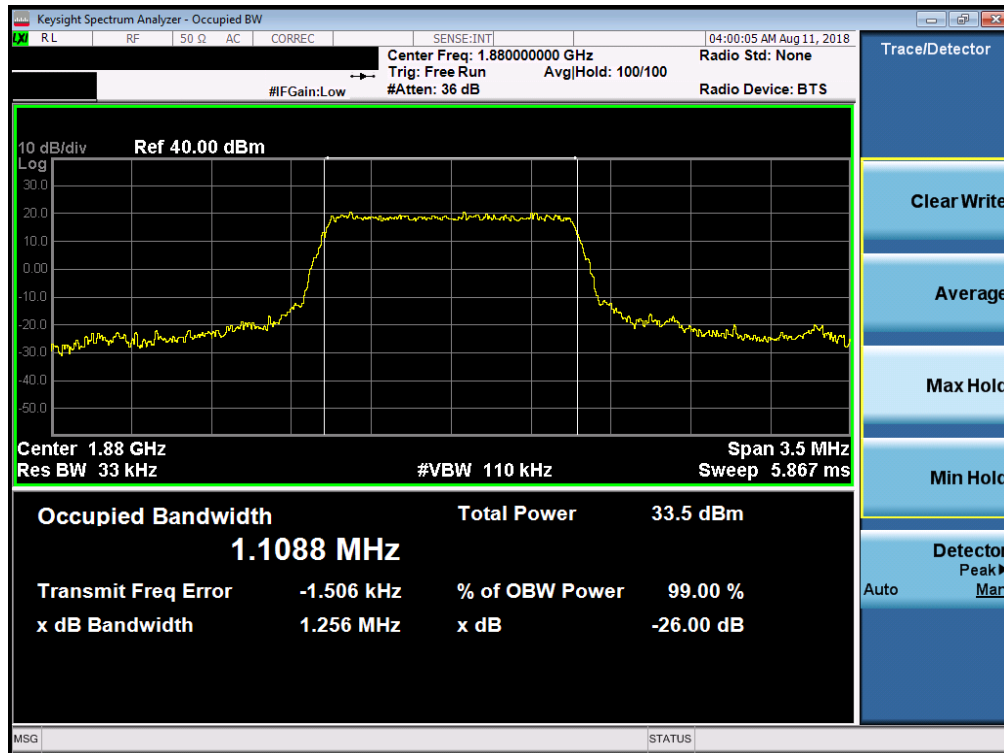 Keysight Spectrum Analyzer - Occupied BW
LXI RL RF 50 Ω AC CORREC SENSE:INT 04:00:05 AM Aug 11, 2018
Center Freq: 1.880000000 GHz Radio Std: None
Trig: Free Run Avg|Hold: 100/100
#IFGain:Low #Atten: 36 dB Radio Device: BTS
10 dB/div Ref 40.00 dBm
Log
30.0
20.0
10.0
0.00
-10.0
-20.0
-30.0
-40.0
-50.0
Center 1.88 GHz Span 3.5 MHz
Res BW 33 kHz #VBW 110 kHz Sweep 5.867 ms
Occupied Bandwidth Total Power 33.5 dBm
1.1088 MHz
Transmit Freq Error -1.506 kHz % of OBW Power 99.00 %
x dB Bandwidth 1.256 MHz x dB -26.00 dB
MSG STATUS
Trace/Detector
Clear Write
Average
Max Hold
Min Hold
Detector
Peak▶
Auto Man